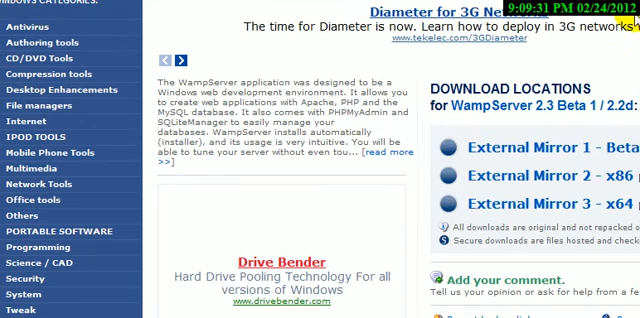 WINDOWS CATEGORIES:
Antivirus
Authoring tools
CD/DVD Tools
Compression tools
Desktop Enhancements
File managers
Internet
IPOD TOOLS
Mobile Phone Tools
Multimedia
Network Tools
Office tools
Others
PORTABLE SOFTWARE
Programming
Science / CAD
Security
System
Tweak
Diameter for 3G
9:09:31 PM 02/24/2012
The time for Diameter is now. Learn how to deploy in 3G networks
www.tekelec.com/3GDiameter
The WampServer application was designed to be a
Windows web development environment. It allows you
to create web applications with Apache, PHP and the
MySQL database. It also comes with PHPMyAdmin and
SQLiteManager to easily manage your
databases. WampServer installs automatically
(installer), and its usage is very intuitive. You will be
able to tune your server without even tou... [read more
>>]
Drive Bender
Hard Drive Pooling Technology For all
versions of Windows
www.drivebender.com
DOWNLOAD LOCATIONS
for WampServer 2.3 Beta 1 / 2.2d:
External Mirror 1 - Beta
External Mirror 2 - x86
External Mirror 3 - x64
All downloads are original and not repacked o
Secure downloads are files hosted and check
Add your comment.
Tell us your opinion or ask for help from a fe